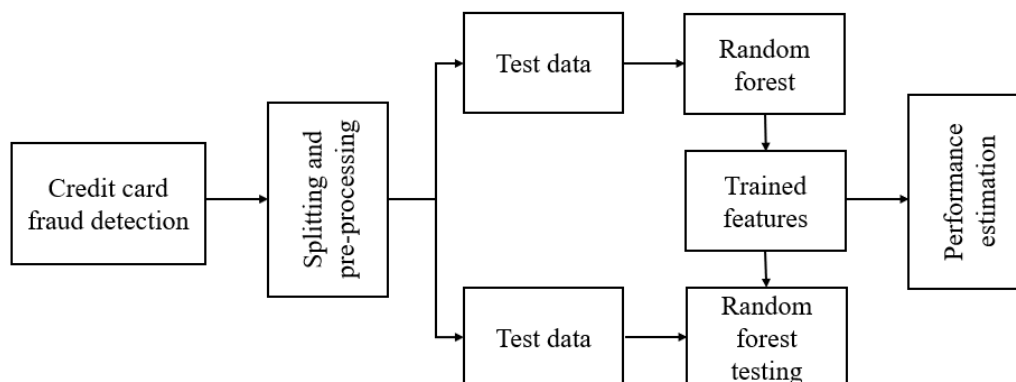 Credit card
fraud detection
Splitting and
pre-processing
Test data
Random
forest
Trained
features
Test data
Random
forest
testing
Performance
estimation